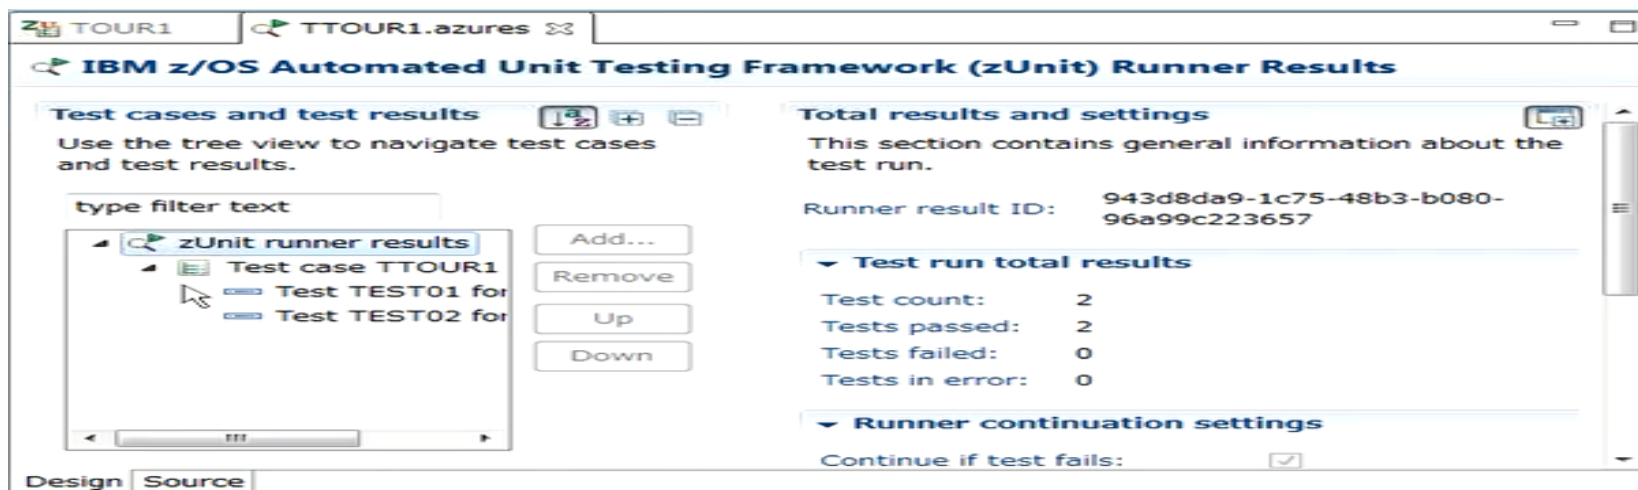 TOUR1
TTOUR1.azures
IBM z/OS Automated Unit Testing Framework (zUnit) Runner Results
Test cases and test results
Use the tree view to navigate test cases
and test results.
type filter text
zUnit runner results
Test case TTOUR1
Test TEST01 for
Test TEST02 for
Add...
Remove
Up
Down
Total results and settings
This section contains general information about the
test run.
Runner result ID:
943d8da9-1c75-48b3-b080-
96a99c223657
Test run total results
Test count: 2
Tests passed: 2
Tests failed: 0
Tests in error: 0
Runner continuation settings
Continue if test fails:
Design
Source